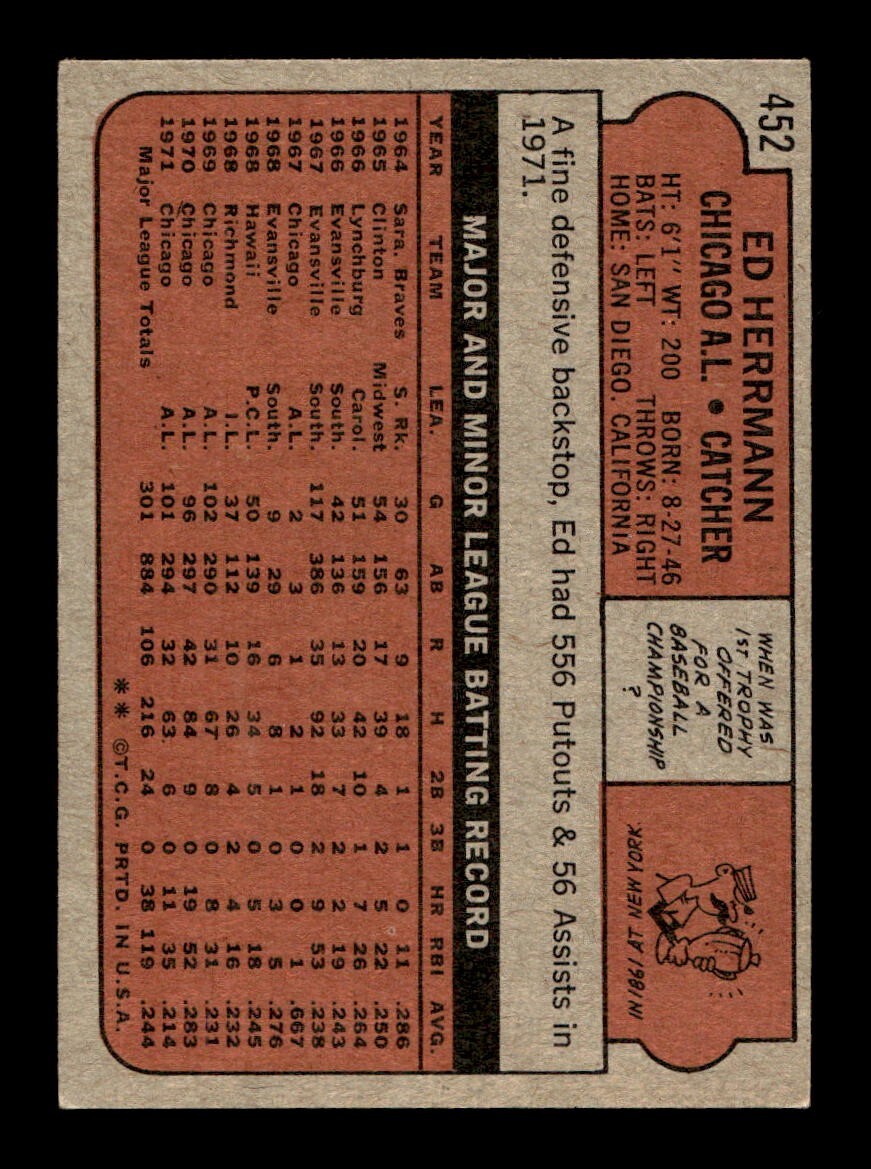 452
ED HERRMANN
CHICAGO A.L. • CATCHER
HT: 6'1" WT: 200 BORN: 8-27-46
BATS: LEFT THROWS: RIGHT
HOME: SAN DIEGO, CALIFORNIA
WHEN WAS
1ST TROPHY
OFFERED
FOR A
BASEBALL
CHAMPIONSHIP
?
IN 1861 AT NEW YORK.
A fine defensive backstop, Ed had 556 Putouts & 56 Assists in
1971.
MAJOR AND MINOR LEAGUE BATTING RECORD
YEAR TEAM LEA. G AB R H 2B 3B HR RBI AVG.
1964 Sara. Braves S. Rk. 30 63 9 18 1 1 0 11 .286
1965 Clinton Midwest 54 156 17 39 4 2 5 22 .250
1966 Lynchburg Carol. 51 159 20 42 10 1 7 26 .264
1966 Evansville South. 42 136 13 33 7 2 2 19 .243
1967 Evansville South. 117 386 35 92 18 2 9 53 .238
1967 Chicago A.L. 2 3 1 2 1 0 0 1 .667
1968 Evansville South. 9 29 6 8 1 0 3 5 .276
1968 Hawaii P.C.L. 50 139 16 34 5 0 5 18 .245
1968 Richmond I.L. 37 112 10 26 4 2 4 16 .232
1969 Chicago A.L. 102 290 31 67 8 0 8 31 .231
1970 Chicago A.L. 96 297 42 84 9 0 19 52 .283
1971 Chicago A.L. 101 294 32 63 6 0 11 35 .214
Major League Totals 301 884 106 216 24 0 38 119 .244
** ©T.C.G. PRTD. IN U.S.A.